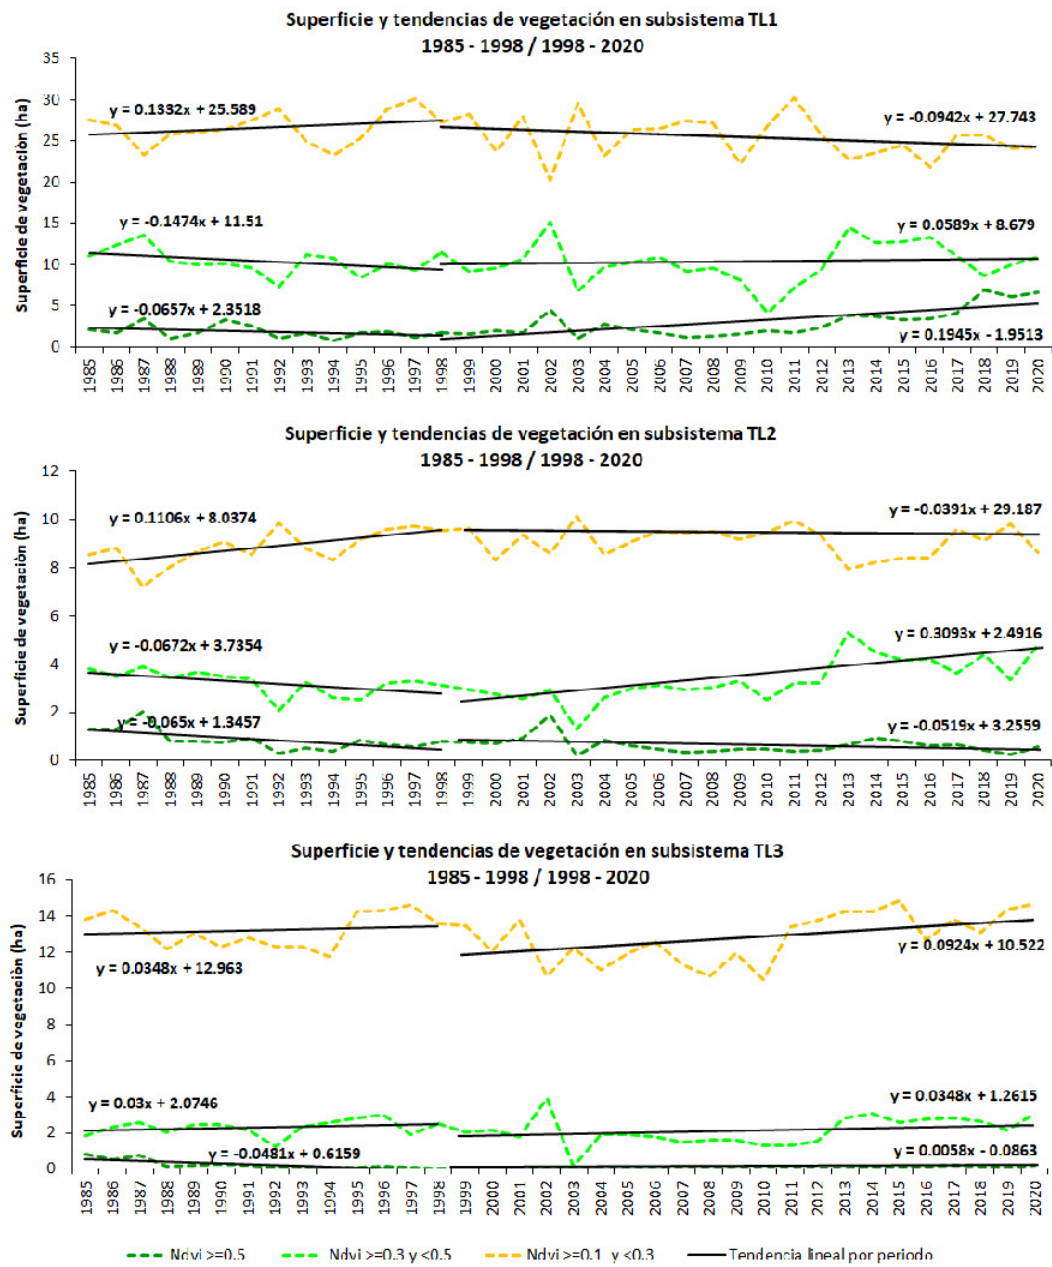 Superficie y tendencias de vegetación en subsistema TL1
1985 - 1998 / 1998 - 2020
Superficie de vegetación (ha)
35
30
25
20
15
10
5
0
y = 0.1332x + 25.589
y = -0.0942x + 27.743
y = -0.1474x + 11.51
y = 0.0589x + 8.679
y = -0.0657x + 2.3518
y = 0.1945x - 1.9513
1985 1986 1987 1988 1989 1990 1991 1992 1993 1994 1995 1996 1997 1998 1999 2000 2001 2002 2003 2004 2005 2006 2007 2008 2009 2010 2011 2012 2013 2014 2015 2016 2017 2018 2019 2020
Superficie y tendencias de vegetación en subsistema TL2
1985 - 1998 / 1998 - 2020
Superficie de vegetación (ha)
12
10
8
6
4
2
0
y = 0.1106x + 8.0374
y = -0.0391x + 29.187
y = -0.0672x + 3.7354
y = 0.3093x + 2.4916
y = -0.065x + 1.3457
y = -0.0519x + 3.2559
1985 1986 1987 1988 1989 1990 1991 1992 1993 1994 1995 1996 1997 1998 1999 2000 2001 2002 2003 2004 2005 2006 2007 2008 2009 2010 2011 2012 2013 2014 2015 2016 2017 2018 2019 2020
Superficie y tendencias de vegetación en subsistema TL3
1985 - 1998 / 1998 - 2020
Superficie de vegetación (ha)
16
14
12
10
8
6
4
2
0
y = 0.0348x + 12.963
y = 0.0924x + 10.522
y = 0.03x + 2.0746
y = 0.0348x + 1.2615
y = -0.0481x + 0.6159
y = 0.0058x - 0.0863
1985 1986 1987 1988 1989 1990 1991 1992 1993 1994 1995 1996 1997 1998 1999 2000 2001 2002 2003 2004 2005 2006 2007 2008 2009 2010 2011 2012 2013 2014 2015 2016 2017 2018 2019 2020
Ndvi >=0.5 Ndvi >=0.3 y <0.5 Ndvi >=0.1 y <0.3 Tendencia lineal por periodo